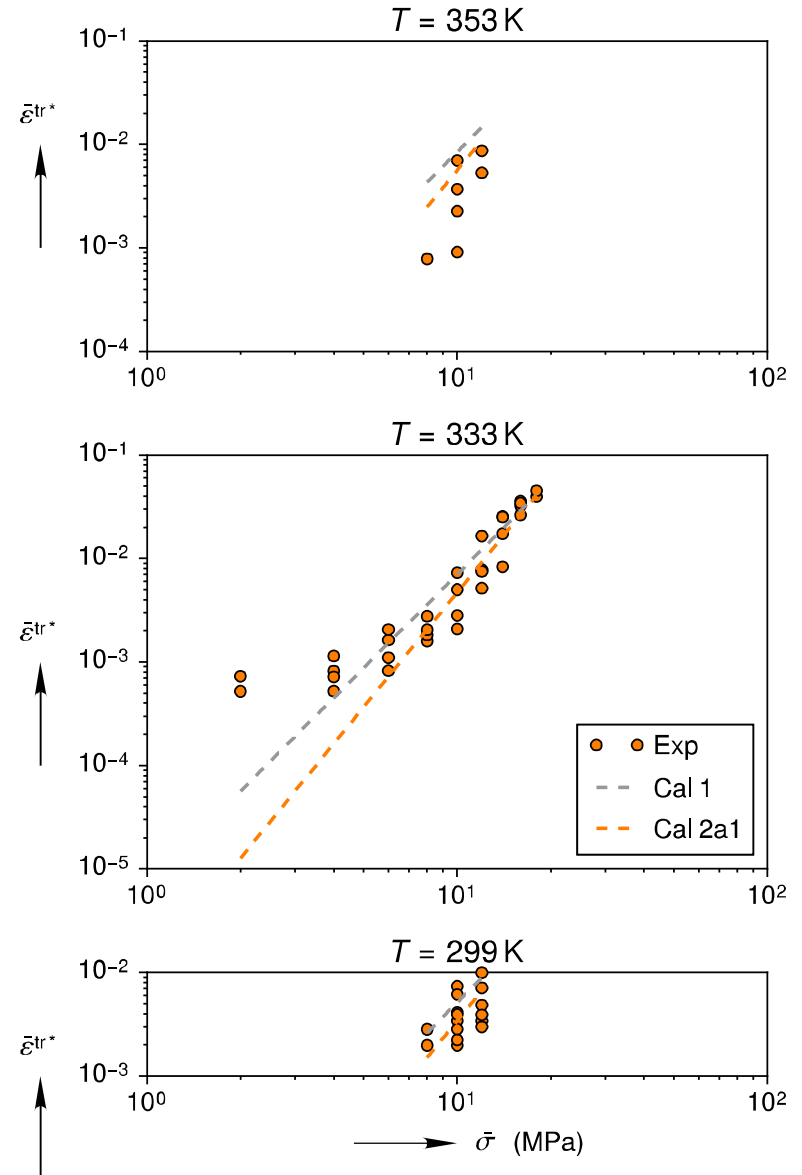 T = 353 K
10⁻¹
ε̄ᵗʳ*
10⁻²
10⁻³
10⁻⁴
10⁰ 10¹ 10²
T = 333 K
10⁻¹
10⁻²
ε̄ᵗʳ*
10⁻³
Exp
10⁻⁴
Cal 1
Cal 2a1
10⁻⁵
10⁰ 10¹ 10²
T = 299 K
10⁻²
ε̄ᵗʳ*
10⁻³
10⁰ 10¹ 10²
σ̄ (MPa)